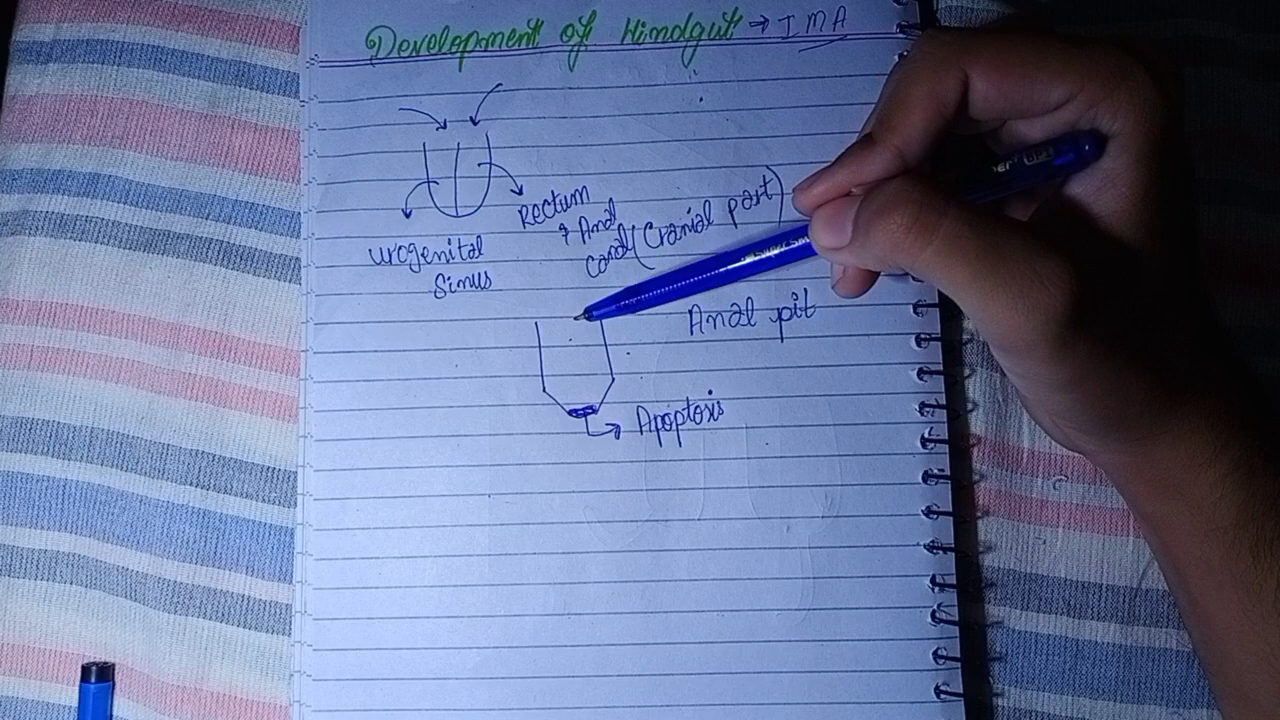 Development of Hindgut → IMA
Rectum
& Anal
canal (Cranial part)
urogenital
Sinus
Anal pit
Apoptosis